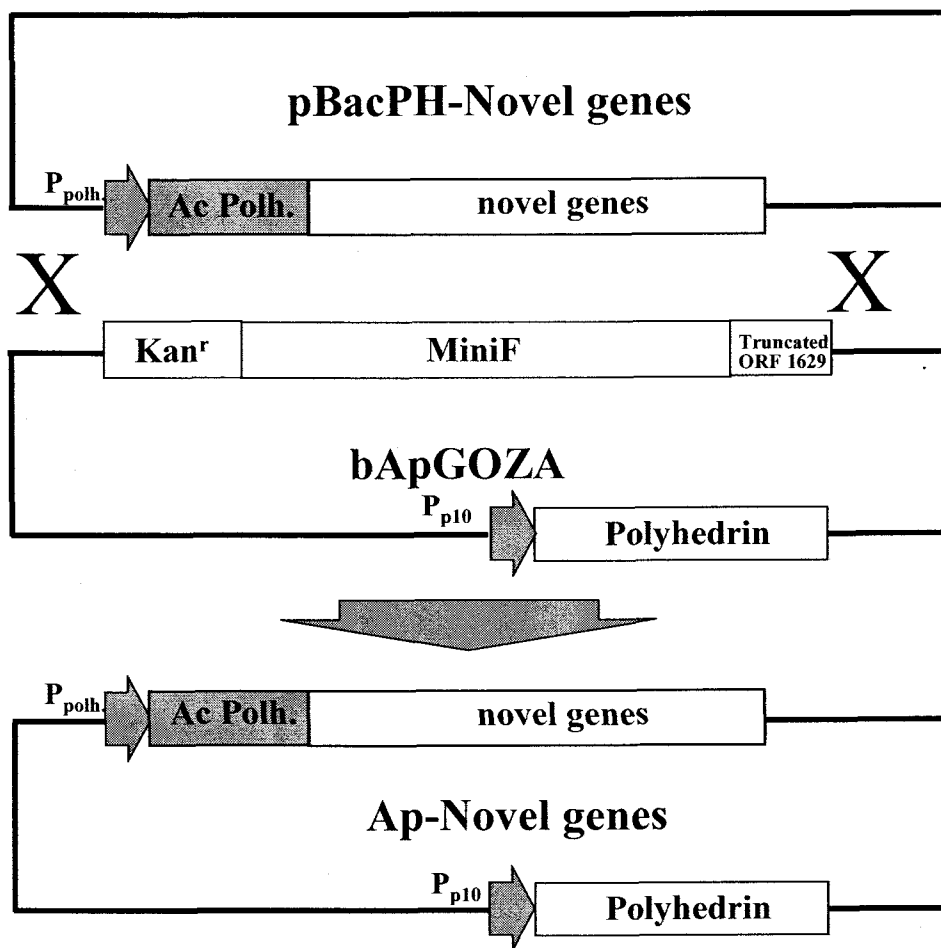 pBacPH-Novel genes
Ppolh.
Ac Polh.
novel genes
X
X
Kanr
MiniF
Truncated
ORF 1629
bApGOZA
Pp10
Polyhedrin
Ppolh.
Ac Polh.
novel genes
Ap-Novel genes
Pp10
Polyhedrin